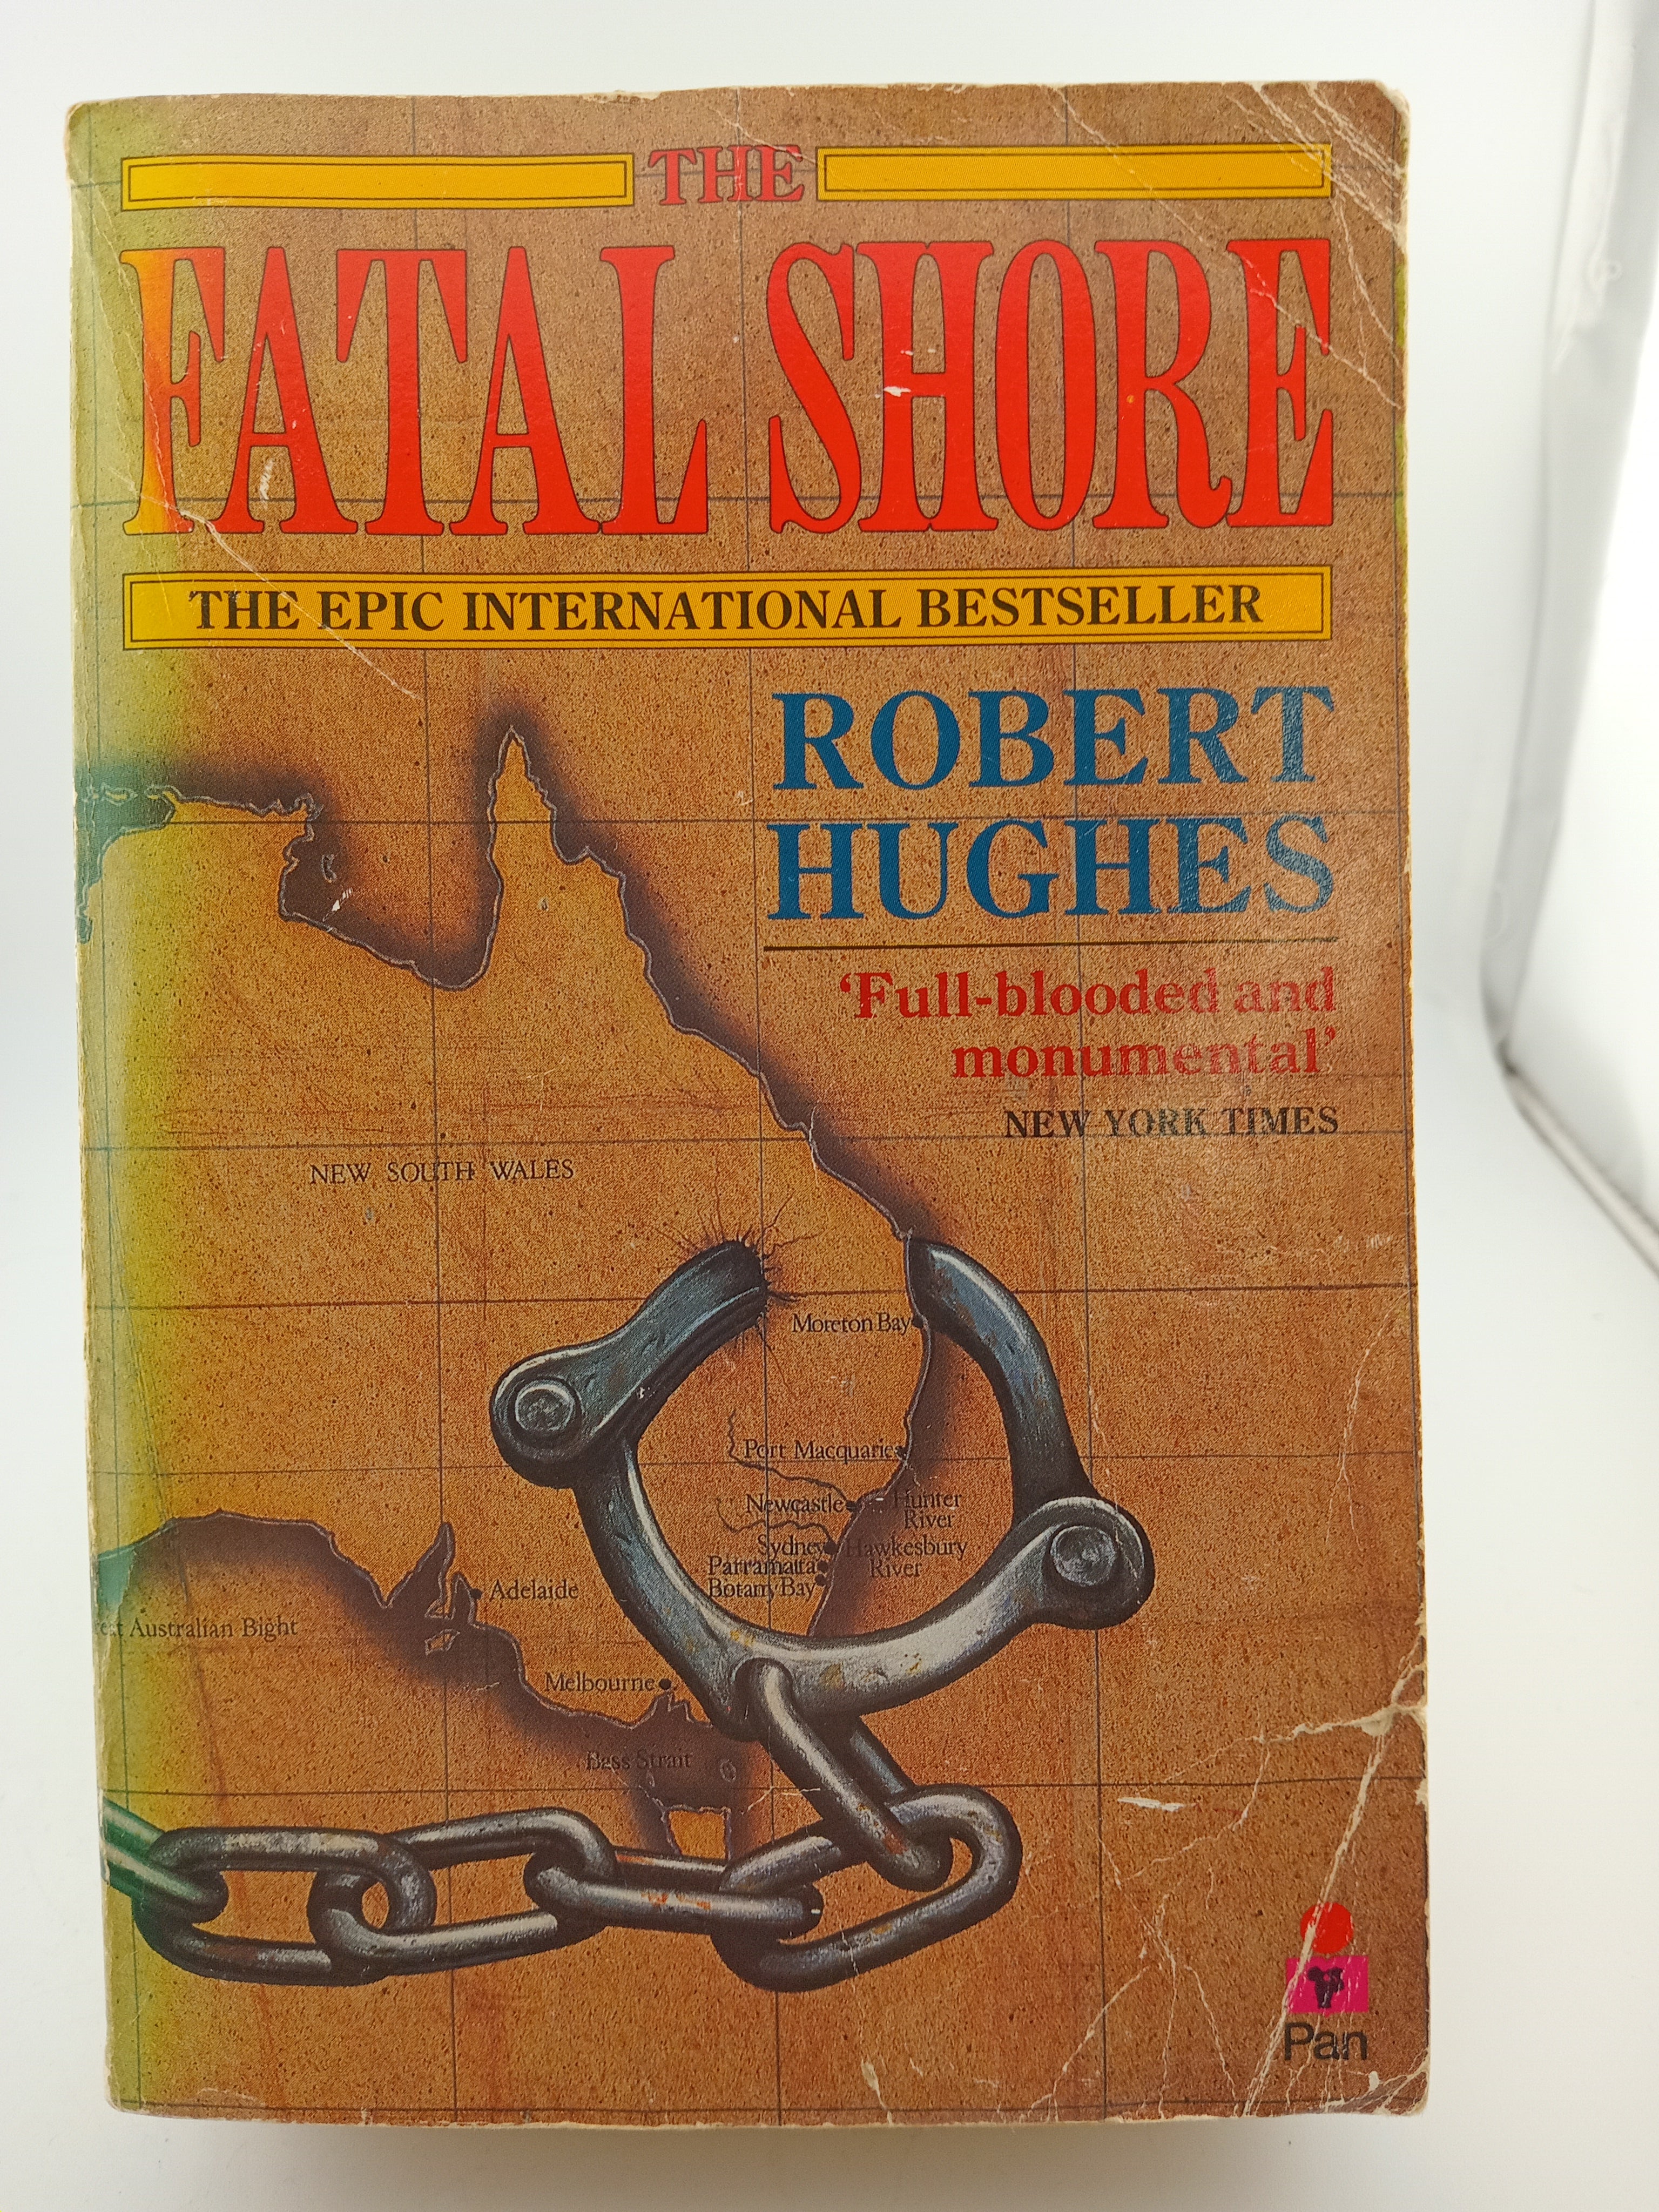 THE
FATAL SHORE
THE EPIC INTERNATIONAL BESTSELLER
ROBERT
HUGHES
‘Full-blooded and
monumental’
NEW YORK TIMES
NEW SOUTH WALES
Moreton Bay
Port Macquarie
Newcastle
Hunter
River
Sydney
Hawkesbury
River
Parramatta
Botany Bay
Adelaide
Australian Bight
Melbourne
Bass Strait
Pan